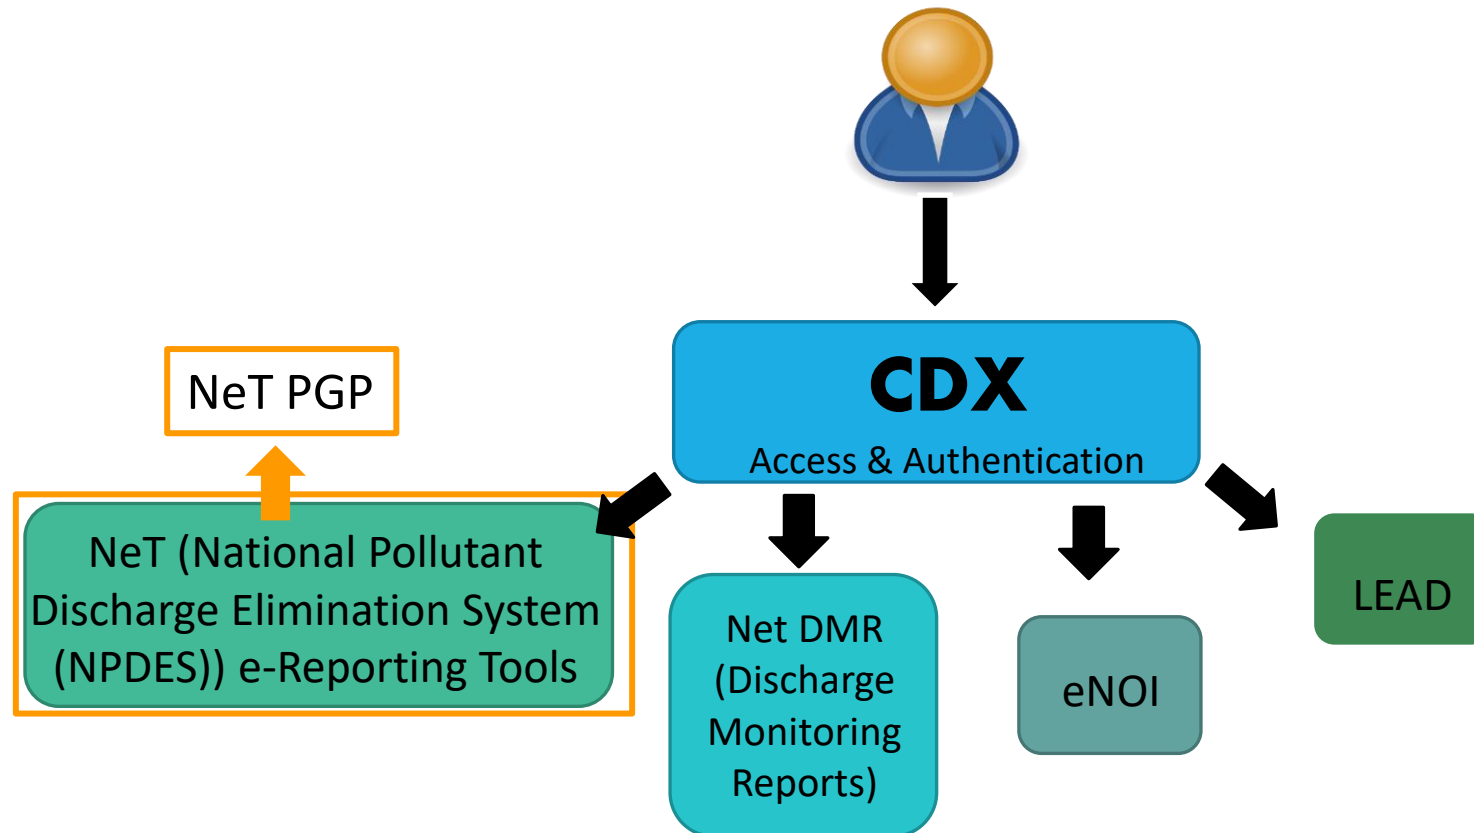 CDX
Access & Authentication
NeT PGP
NeT (National Pollutant
Discharge Elimination System
(NPDES)) e-Reporting Tools
Net DMR
(Discharge
Monitoring
Reports)
eNOI
LEAD